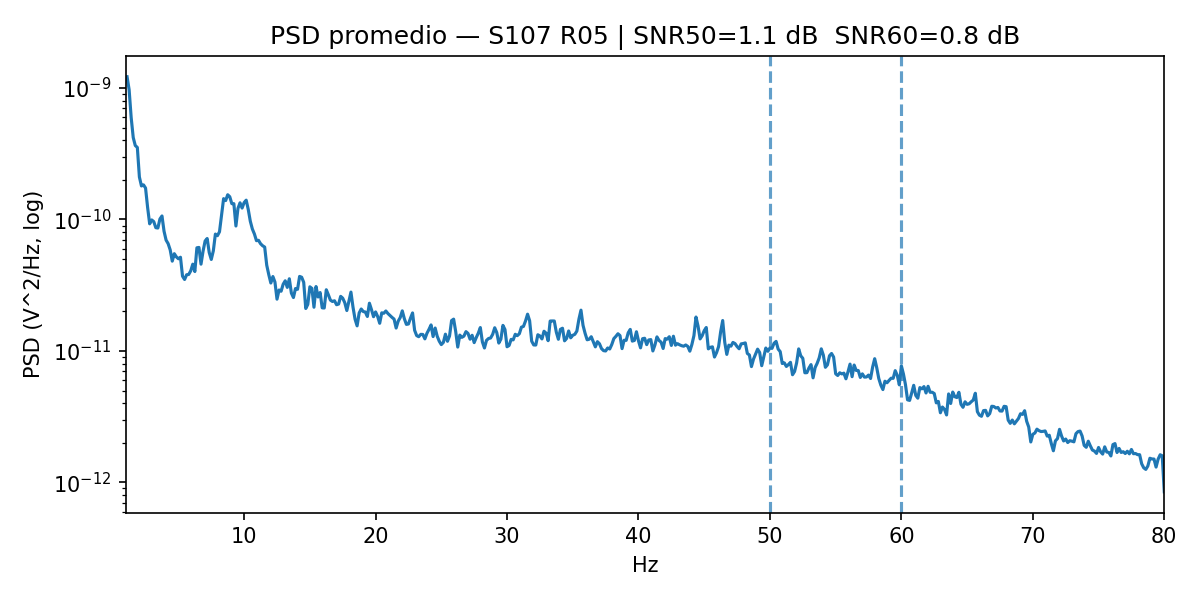 PSD promedio — S107 R05 | SNR50=1.1 dB  SNR60=0.8 dB
PSD (V^2/Hz, log)
10⁻⁹
10⁻¹⁰
10⁻¹¹
10⁻¹²
10 20 30 40 50 60 70 80
Hz